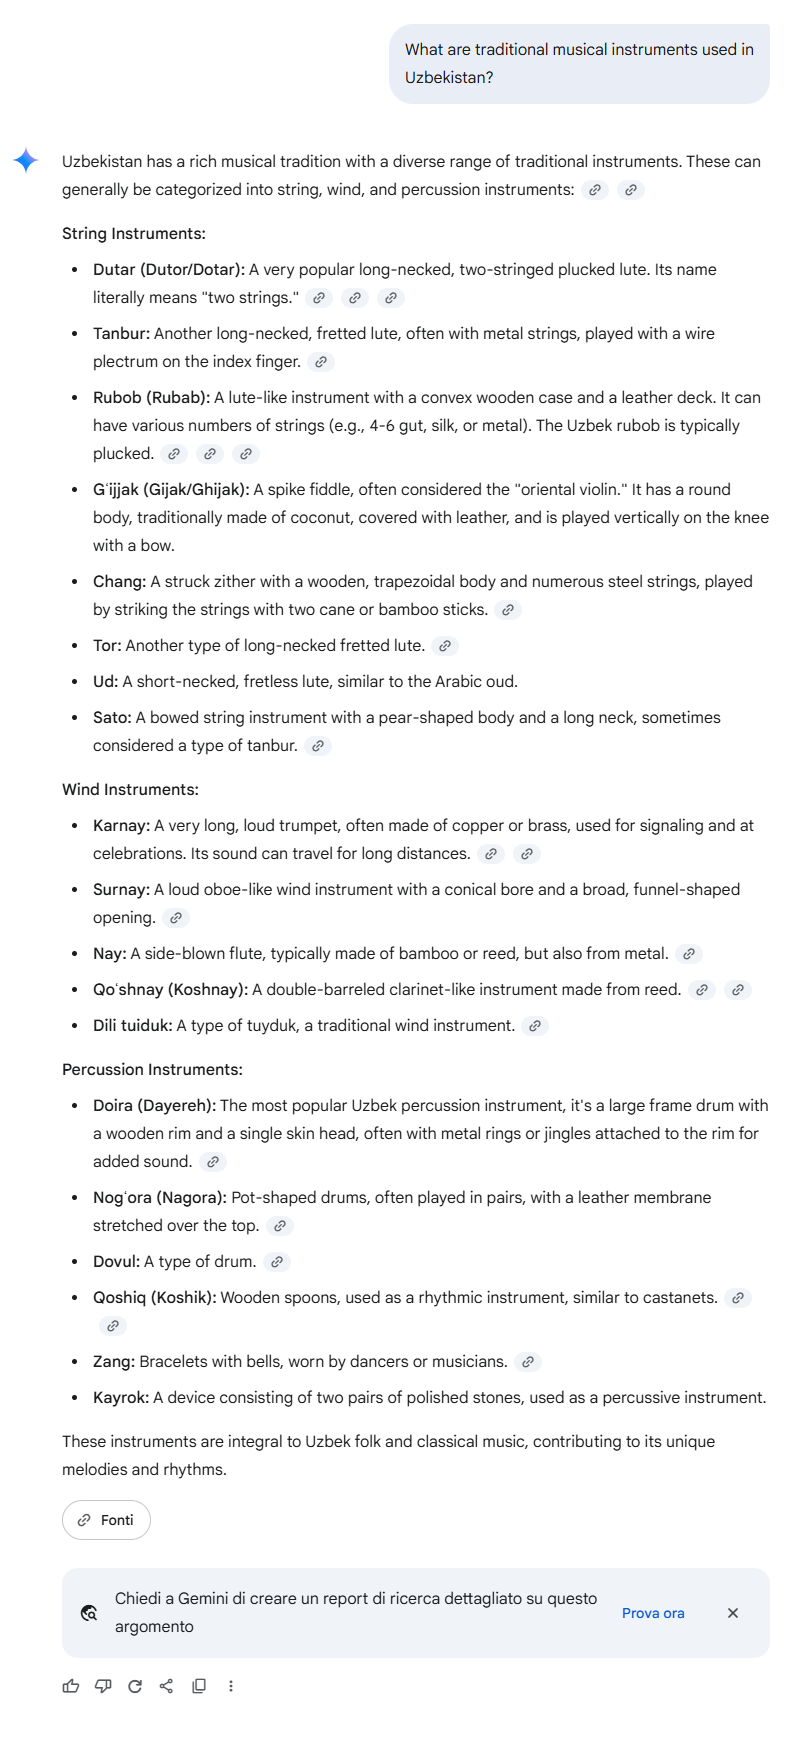 What are traditional musical instruments used in
Uzbekistan?
Uzbekistan has a rich musical tradition with a diverse range of traditional instruments. These can
generally be categorized into string, wind, and percussion instruments:
String Instruments:
• Dutar (Dutor/Dotar): A very popular long-necked, two-stringed plucked lute. Its name
literally means "two strings."
• Tanbur: Another long-necked, fretted lute, often with metal strings, played with a wire
plectrum on the index finger.
• Rubob (Rubab): A lute-like instrument with a convex wooden case and a leather deck. It can
have various numbers of strings (e.g., 4-6 gut, silk, or metal). The Uzbek rubob is typically
plucked.
• Gʻijjak (Gijak/Ghijak): A spike fiddle, often considered the "oriental violin." It has a round
body, traditionally made of coconut, covered with leather, and is played vertically on the knee
with a bow.
• Chang: A struck zither with a wooden, trapezoidal body and numerous steel strings, played
by striking the strings with two cane or bamboo sticks.
• Tor: Another type of long-necked fretted lute.
• Ud: A short-necked, fretless lute, similar to the Arabic oud.
• Sato: A bowed string instrument with a pear-shaped body and a long neck, sometimes
considered a type of tanbur.
Wind Instruments:
• Karnay: A very long, loud trumpet, often made of copper or brass, used for signaling and at
celebrations. Its sound can travel for long distances.
• Surnay: A loud oboe-like wind instrument with a conical bore and a broad, funnel-shaped
opening.
• Nay: A side-blown flute, typically made of bamboo or reed, but also from metal.
• Qoʻshnay (Koshnay): A double-barreled clarinet-like instrument made from reed.
• Dili tuiduk: A type of tuyduk, a traditional wind instrument.
Percussion Instruments:
• Doira (Dayereh): The most popular Uzbek percussion instrument, it's a large frame drum with
a wooden rim and a single skin head, often with metal rings or jingles attached to the rim for
added sound.
• Nogʻora (Nagora): Pot-shaped drums, often played in pairs, with a leather membrane
stretched over the top.
• Dovul: A type of drum.
• Qoshiq (Koshik): Wooden spoons, used as a rhythmic instrument, similar to castanets.
• Zang: Bracelets with bells, worn by dancers or musicians.
• Kayrok: A device consisting of two pairs of polished stones, used as a percussive instrument.
These instruments are integral to Uzbek folk and classical music, contributing to its unique
melodies and rhythms.
Fonti
Chiedi a Gemini di creare un report di ricerca dettagliato su questo
argomento
Prova ora